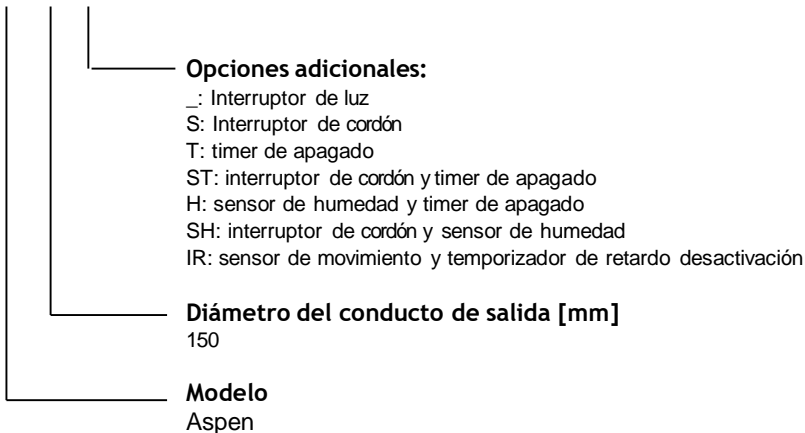 Opciones adicionales:
_: Interruptor de luz
S: Interruptor de cordón
T: timer de apagado
ST: interruptor de cordón y timer de apagado
H: sensor de humedad y timer de apagado
SH: interruptor de cordón y sensor de humedad
IR: sensor de movimiento y temporizador de retardo desactivación
Diámetro del conducto de salida [mm]
150
Modelo
Aspen